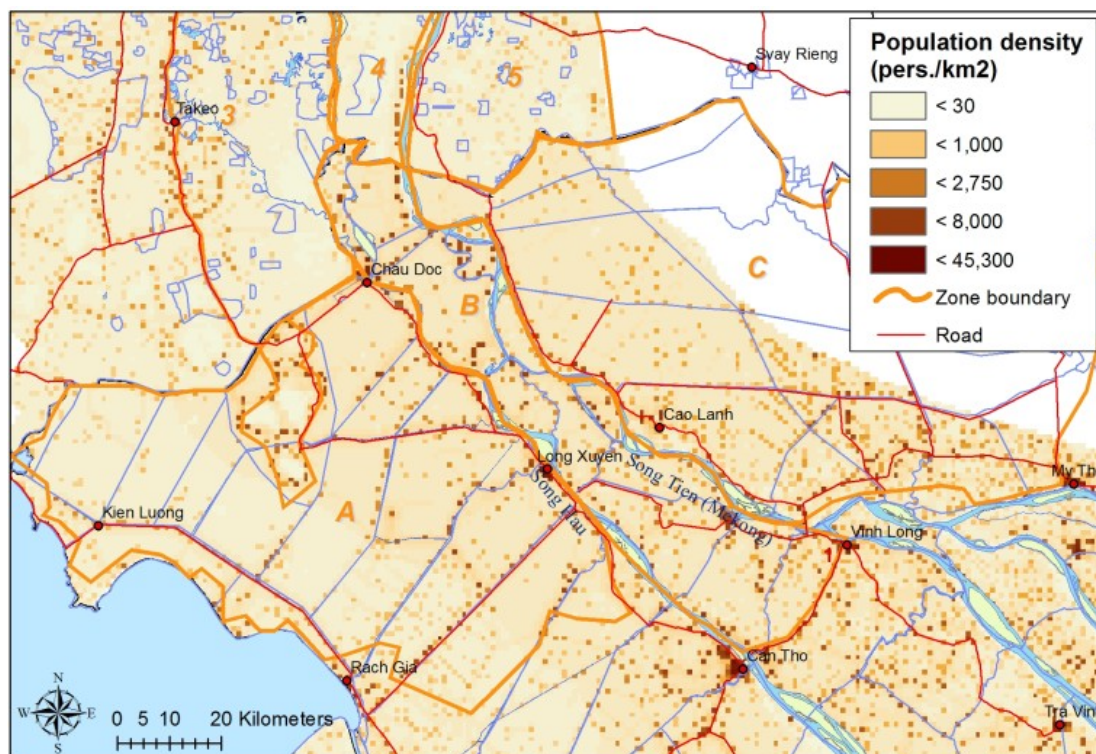 Population density
(pers./km2)
< 30
< 1,000
< 2,750
< 8,000
< 45,300
Zone boundary
Road
Svay Rieng
4
5
Takeo
3
C
Chau Doc
B
Cao Lanh
Long Xuyen
Song Tien (Mekong)
Song Hau
My Th
Kien Luong
A
Vinh Long
Can Tho
Rach Gia
Tra Vin
N
W
E
S
0 5 10 20 Kilometers